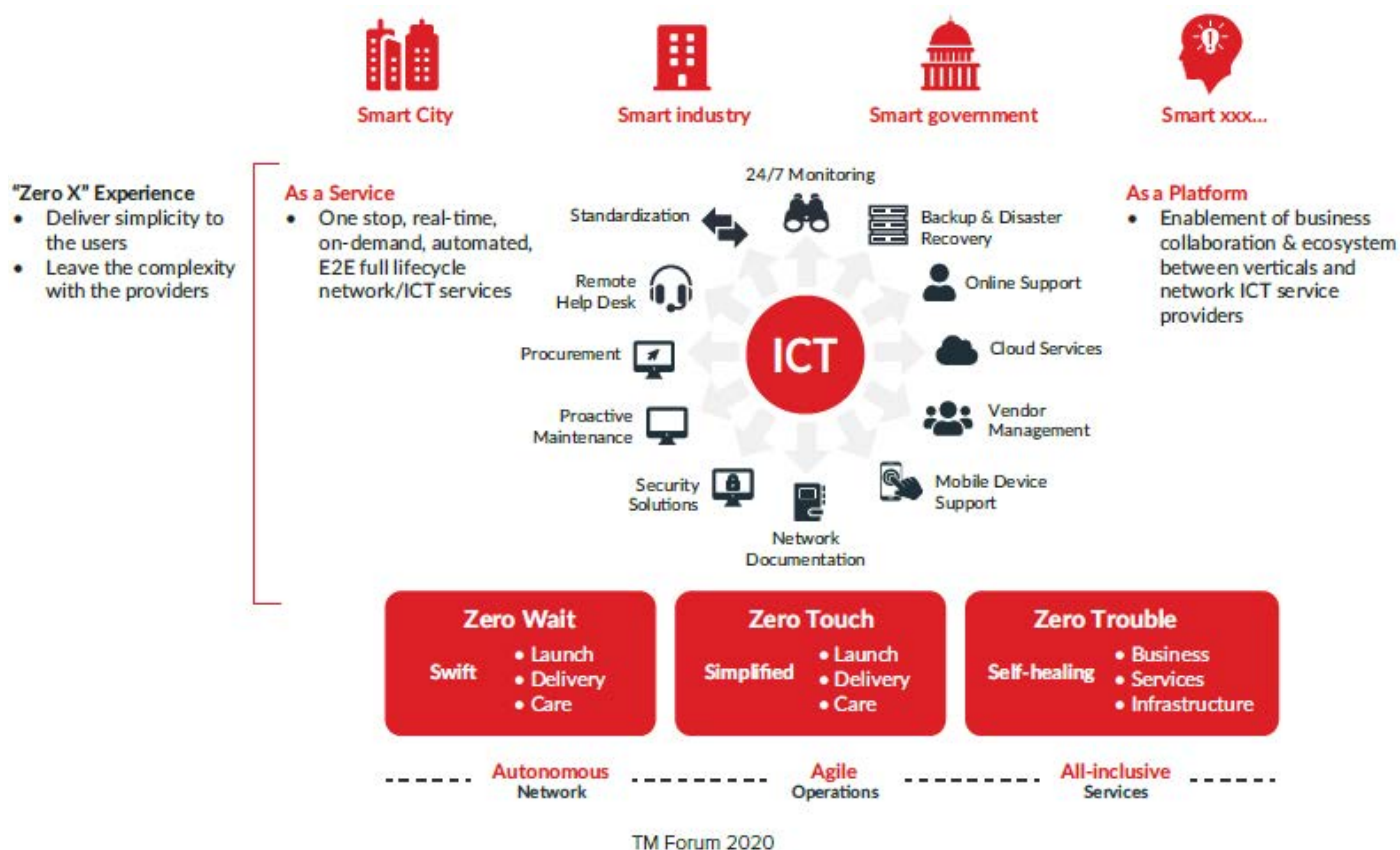 Smart City
Smart industry
Smart government
Smart xxx...
"Zero X" Experience
• Deliver simplicity to
the users
• Leave the complexity
with the providers
As a Service
• One stop, real-time,
on-demand, automated,
E2E full lifecycle
network/ICT services
24/7 Monitoring
Standardization
Backup & Disaster
Recovery
Remote
Help Desk
Online Support
Procurement
ICT
Cloud Services
Proactive
Maintenance
Vendor
Management
Security
Solutions
Mobile Device
Support
Network
Documentation
As a Platform
• Enablement of business
collaboration & ecosystem
between verticals and
network ICT service
providers
Zero Wait
Swift
• Launch
• Delivery
• Care
Zero Touch
Simplified
• Launch
• Delivery
• Care
Zero Trouble
Self-healing
• Business
• Services
• Infrastructure
Autonomous
Network
Agile
Operations
All-inclusive
Services
TM Forum 2020